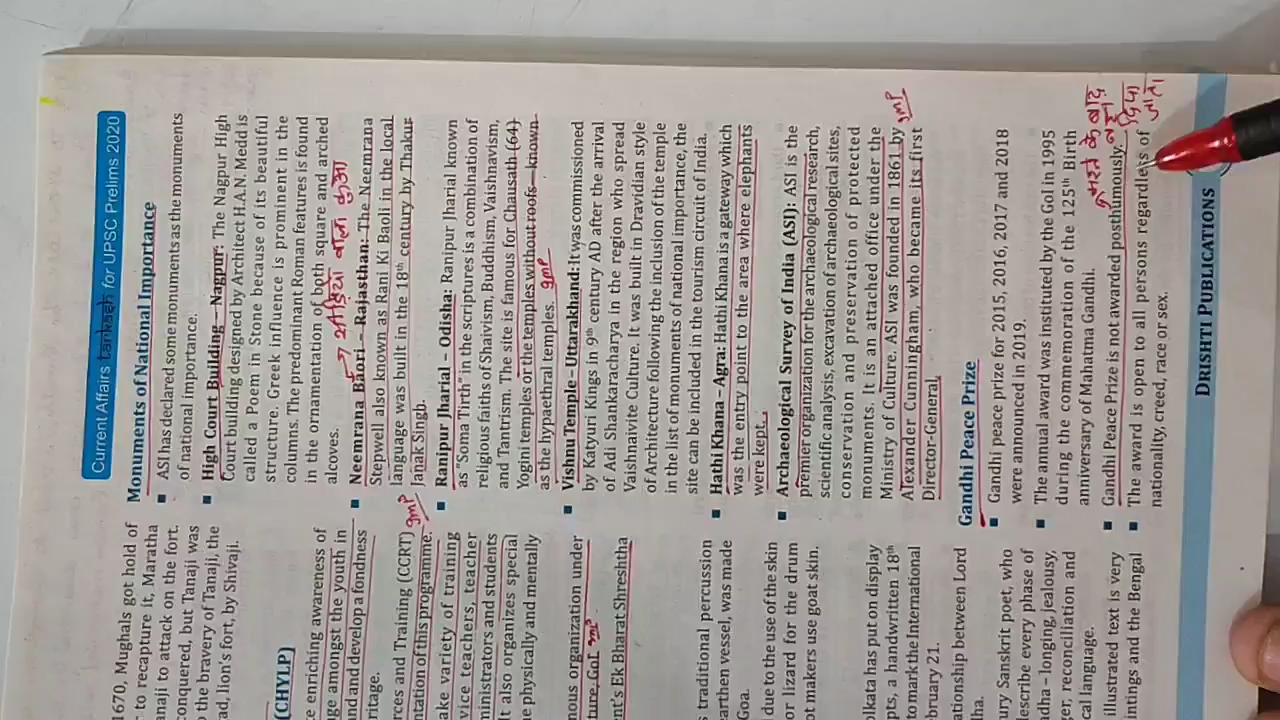 Current Affairs tarkash for UPSC Prelims 2020
1670, Mughals got hold of
to recapture it, Maratha
anaji to attack on the fort.
conquered, but Tanaji was
the bravery of Tanaji, the
ad, lion's fort, by Shivaji.
(CHYLP)
e enriching awareness of
ge amongst the youth in
and and develop a fondness
ritage.
rces and Training (CCRT) gmp
ntation of this programme.
ake variety of training
vice teachers, teacher
ministrators and students
t also organizes special
e physically and mentally
mous organization under
ture, GoI. gmp
ent's Ek Bharat Shreshtha
s traditional percussion
arthen vessel, was made
Goa.
due to the use of the skin
or lizard for the drum
ot makers use goat skin.
olkata has put on display
pts, a handwritten 18th
to mark the International
bruary 21.
ationship between Lord
ha.
ury Sanskrit poet, who
escribe every phase of
dha – longing, jealousy,
er, reconciliation and
cal language.
illustrated text is very
ntings and the Bengal
Monuments of National Importance
ASI has declared some monuments as the monuments
of national importance:
High Court Building – Nagpur: The Nagpur High
Court building designed by Architect H.A.N. Medd is
called a Poem in Stone because of its beautiful
structure. Greek influence is prominent in the
columns. The predominant Roman features is found
in the ornamentation of both square and arched
alcoves.
→ सीढ़ियों वाला कुआ
Neemrana Baori – Rajasthan: The Neemrana
Stepwell also known as Rani Ki Baoli in the local
language was built in the 18th century by Thakur
Janak Singh.
Ranipur Jharial – Odisha: Ranipur Jharial known
as "Soma Tirth" in the scriptures is a combination of
religious faiths of Shaivism, Buddhism, Vaishnavism,
and Tantrism. The site is famous for Chausath (64)
Yogini temples or the temples without roofs – known
as the hypaethral temples. gmp
Vishnu Temple – Uttarakhand: it was commissioned
by Katyuri Kings in 9th century AD after the arrival
of Adi Shankaracharya in the region who spread
Vaishnaivite Culture. It was built in Dravidian style
of Architecture following the inclusion of the temple
in the list of monuments of national importance, the
site can be included in the tourism circuit of India.
Hathi Khana – Agra: Hathi Khana is a gateway which
was the entry point to the area where elephants
were kept.
Archaeological Survey of India (ASI): ASI is the
premier organization for the archaeological research,
scientific analysis, excavation of archaeological sites,
conservation and preservation of protected
monuments. It is an attached office under the
Ministry of Culture. ASI was founded in 1861 by gmp
Alexander Cunningham, who became its first
Director-General.
Gandhi Peace Prize
Gandhi peace prize for 2015, 2016, 2017 and 2018
were announced in 2019.
The annual award was instituted by the GoI in 1995
during the commemoration of the 125th Birth
anniversary of Mahatma Gandhi.
मरने के बाद
नहीं
दिया
जाता।
Gandhi Peace Prize is not awarded posthumously.
The award is open to all persons regardless of
nationality, creed, race or sex.
DRISHTI PUBLICATIONS